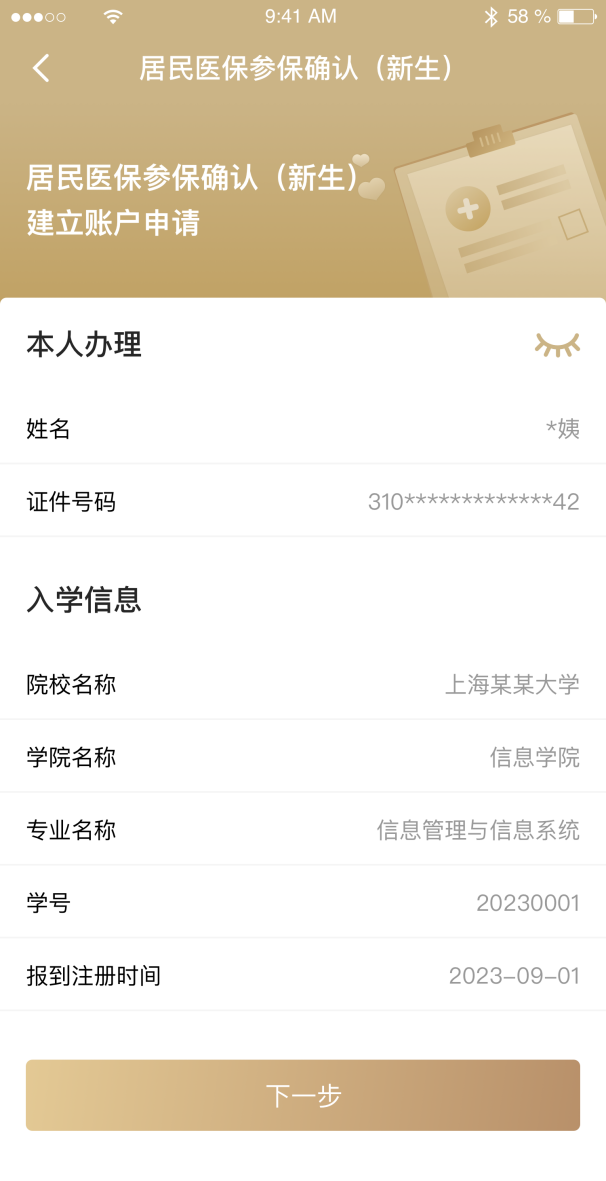 9:41 AM 58 %
居民医保参保确认（新生）
居民医保参保确认（新生）
建立账户申请
本人办理
姓名 *姨
证件号码 310*************42
入学信息
院校名称 上海某某大学
学院名称 信息学院
专业名称 信息管理与信息系统
学号 20230001
报到注册时间 2023-09-01
下一步